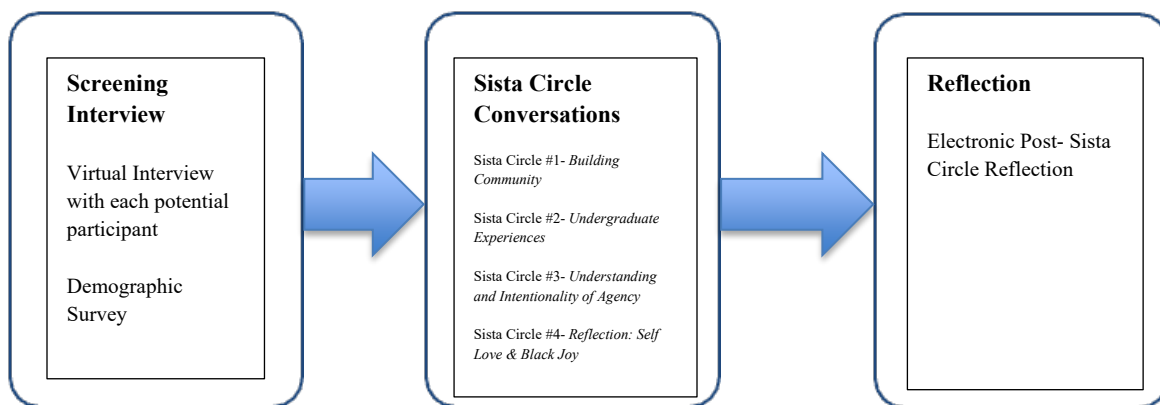 Screening
Interview
Virtual Interview
with each potential
participant
Demographic
Survey
Sista Circle
Conversations
Sista Circle #1- Building
Community
Sista Circle #2- Undergraduate
Experiences
Sista Circle #3- Understanding
and Intentionality of Agency
Sista Circle #4- Reflection: Self
Love & Black Joy
Reflection
Electronic Post- Sista
Circle Reflection